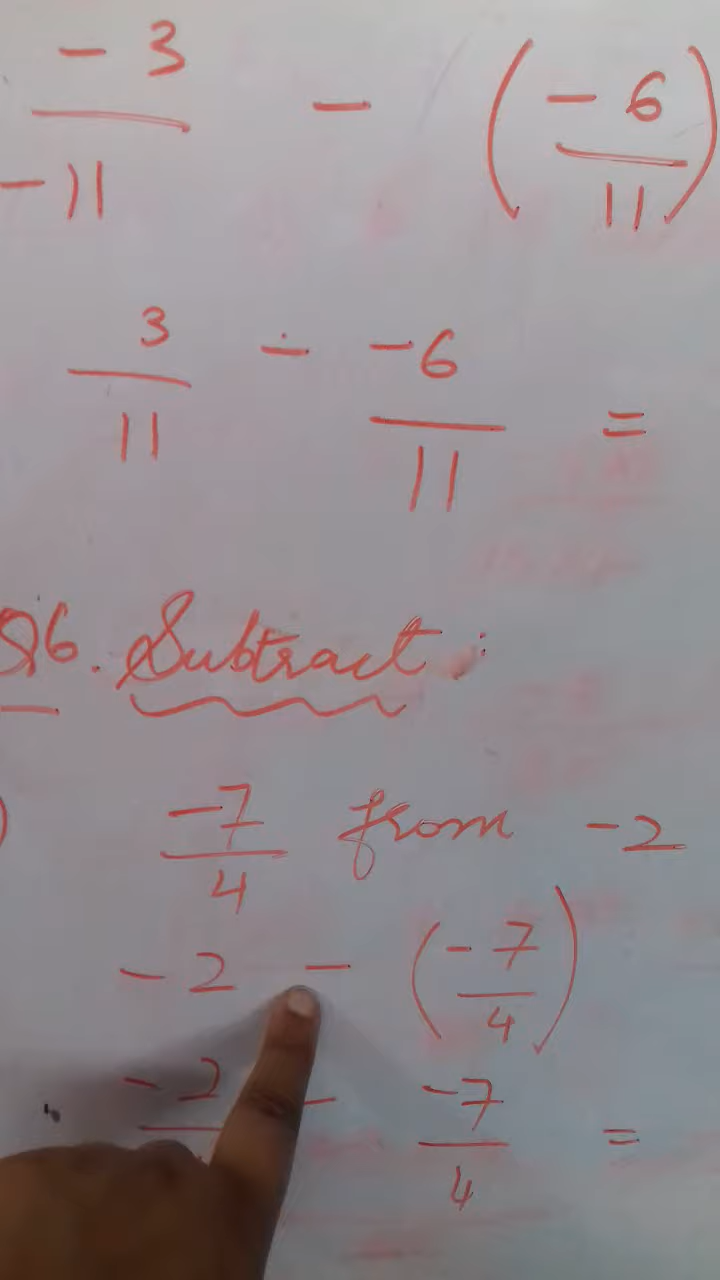 -3/-11 - (-6/11)
3/11 - -6/11 =
Q6. Subtract :
) -7/4 from -2
-2 - (-7/4)
-2/ - -7/4 =